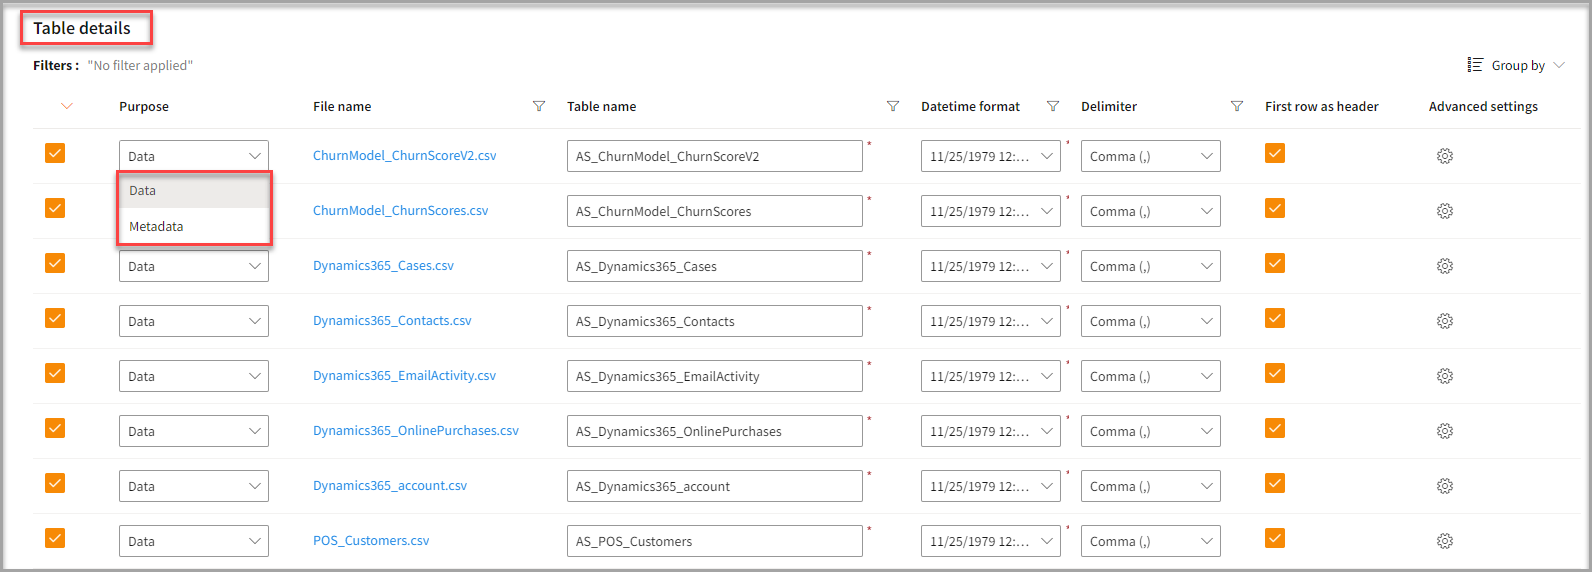 Table details
Filters : "No filter applied"
Group by
Purpose File name Table name Datetime format Delimiter First row as header Advanced settings
Data ChurnModel_ChurnScoreV2.csv AS_ChurnModel_ChurnScoreV2 * 11/25/1979 12:... * Comma (,)
Data
ChurnModel_ChurnScores.csv AS_ChurnModel_ChurnScores * 11/25/1979 12:... * Comma (,)
Metadata
Data Dynamics365_Cases.csv AS_Dynamics365_Cases * 11/25/1979 12:... * Comma (,)
Data Dynamics365_Contacts.csv AS_Dynamics365_Contacts * 11/25/1979 12:... * Comma (,)
Data Dynamics365_EmailActivity.csv AS_Dynamics365_EmailActivity * 11/25/1979 12:... * Comma (,)
Data Dynamics365_OnlinePurchases.csv AS_Dynamics365_OnlinePurchases * 11/25/1979 12:... * Comma (,)
Data Dynamics365_account.csv AS_Dynamics365_account * 11/25/1979 12:... * Comma (,)
Data POS_Customers.csv AS_POS_Customers * 11/25/1979 12:... * Comma (,)